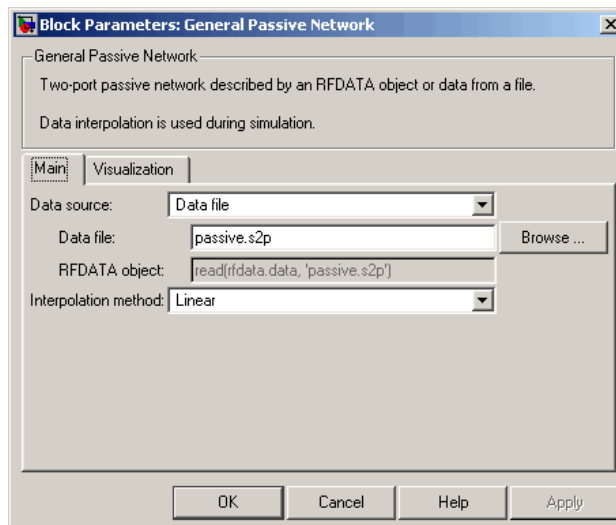 Block Parameters: General Passive Network
General Passive Network
Two-port passive network described by an RFDATA object or data from a file.
Data interpolation is used during simulation.
Main Visualization
Data source: Data file
Data file: passive.s2p Browse ...
RFDATA object: read(rfdata.data, 'passive.s2p')
Interpolation method: Linear
OK Cancel Help Apply